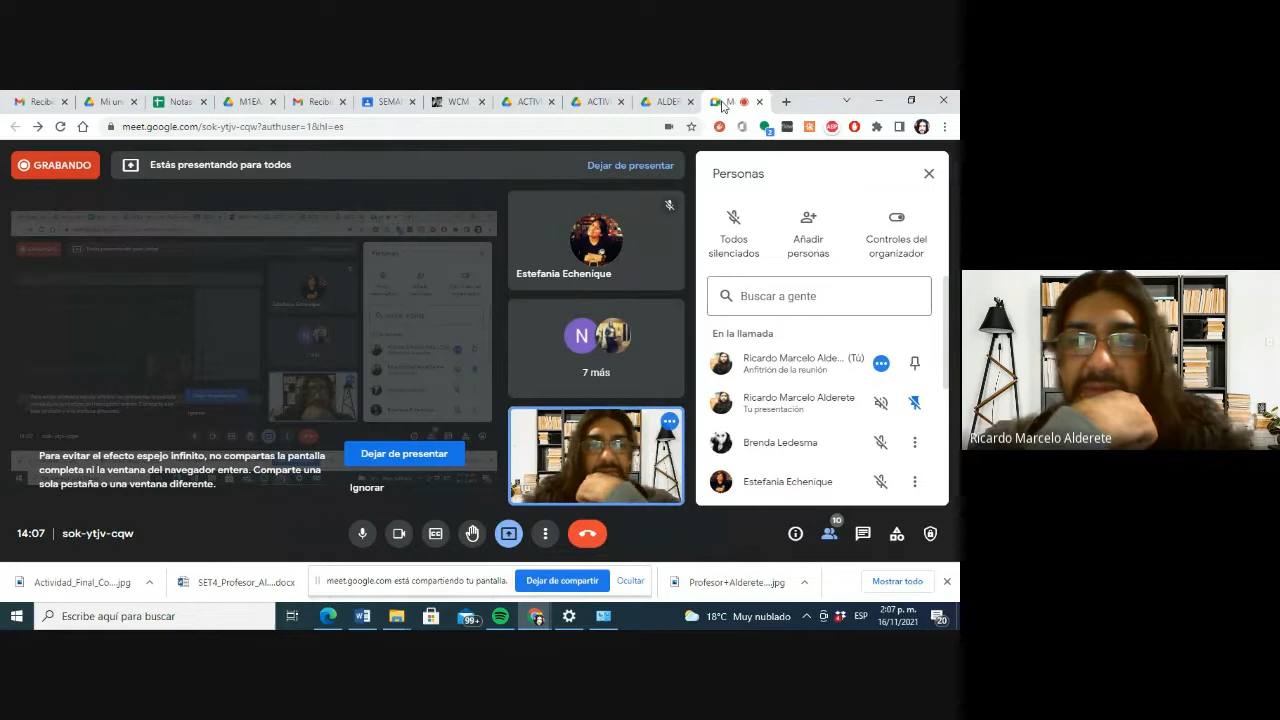 Recibi
Mi un
Notas
M1EA
Recibi
SEMA
WCM
ACTIV
ACTIV
ALDER
M
meet.google.com/sok-ytjv-cqw?authuser=1&hl=es
GRABANDO
Estás presentando para todos
Dejar de presentar
Personas
Todos silenciados
Añadir personas
Controles del organizador
Buscar a gente
En la llamada
Ricardo Marcelo Alde... (Tú)
Anfitrión de la reunión
Ricardo Marcelo Alderete
Tu presentación
Brenda Ledesma
Estefania Echenique
Estefania Echenique
N
7 más
Tú
Para evitar el efecto espejo infinito, no compartas la pantalla
completa ni la ventana del navegador entera. Comparte una
sola pestaña o una ventana diferente.
Dejar de presentar
Ignorar
14:07 | sok-ytjv-cqw
10
Actividad_Final_Co....jpg
SET4_Profesor_Al....docx
meet.google.com está compartiendo tu pantalla.
Dejar de compartir
Ocultar
Profesor+Alderete....jpg
Mostrar todo
Escribe aquí para buscar
99+
18°C Muy nublado
ESP
2:07 p. m.
16/11/2021
20
Ricardo Marcelo Alderete